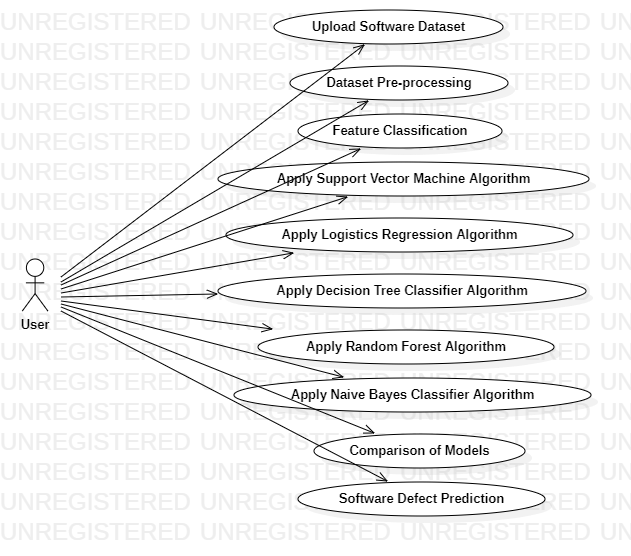 Upload Software Dataset
Dataset Pre-processing
Feature Classification
Apply Support Vector Machine Algorithm
Apply Logistics Regression Algorithm
Apply Decision Tree Classifier Algorithm
User
Apply Random Forest Algorithm
Apply Naive Bayes Classifier Algorithm
Comparison of Models
Software Defect Prediction
UNREGISTERED